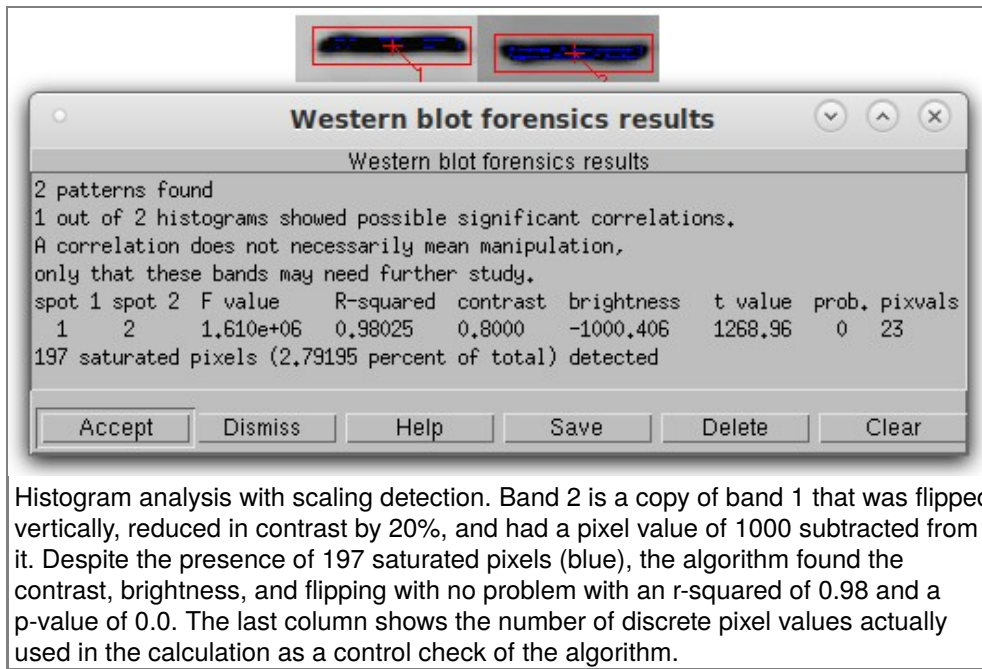 1
2
Western blot forensics results
Western blot forensics results
2 patterns found
1 out of 2 histograms showed possible significant correlations.
A correlation does not necessarily mean manipulation,
only that these bands may need further study.
spot 1 spot 2 F value R-squared contrast brightness t value prob. pixvals
1 2 1.610e+06 0.98025 0.8000 -1000.406 1268.96 0 23
197 saturated pixels (2.79195 percent of total) detected
Accept Dismiss Help Save Delete Clear
Histogram analysis with scaling detection. Band 2 is a copy of band 1 that was flipped
vertically, reduced in contrast by 20%, and had a pixel value of 1000 subtracted from
it. Despite the presence of 197 saturated pixels (blue), the algorithm found the
contrast, brightness, and flipping with no problem with an r-squared of 0.98 and a
p-value of 0.0. The last column shows the number of discrete pixel values actually
used in the calculation as a control check of the algorithm.